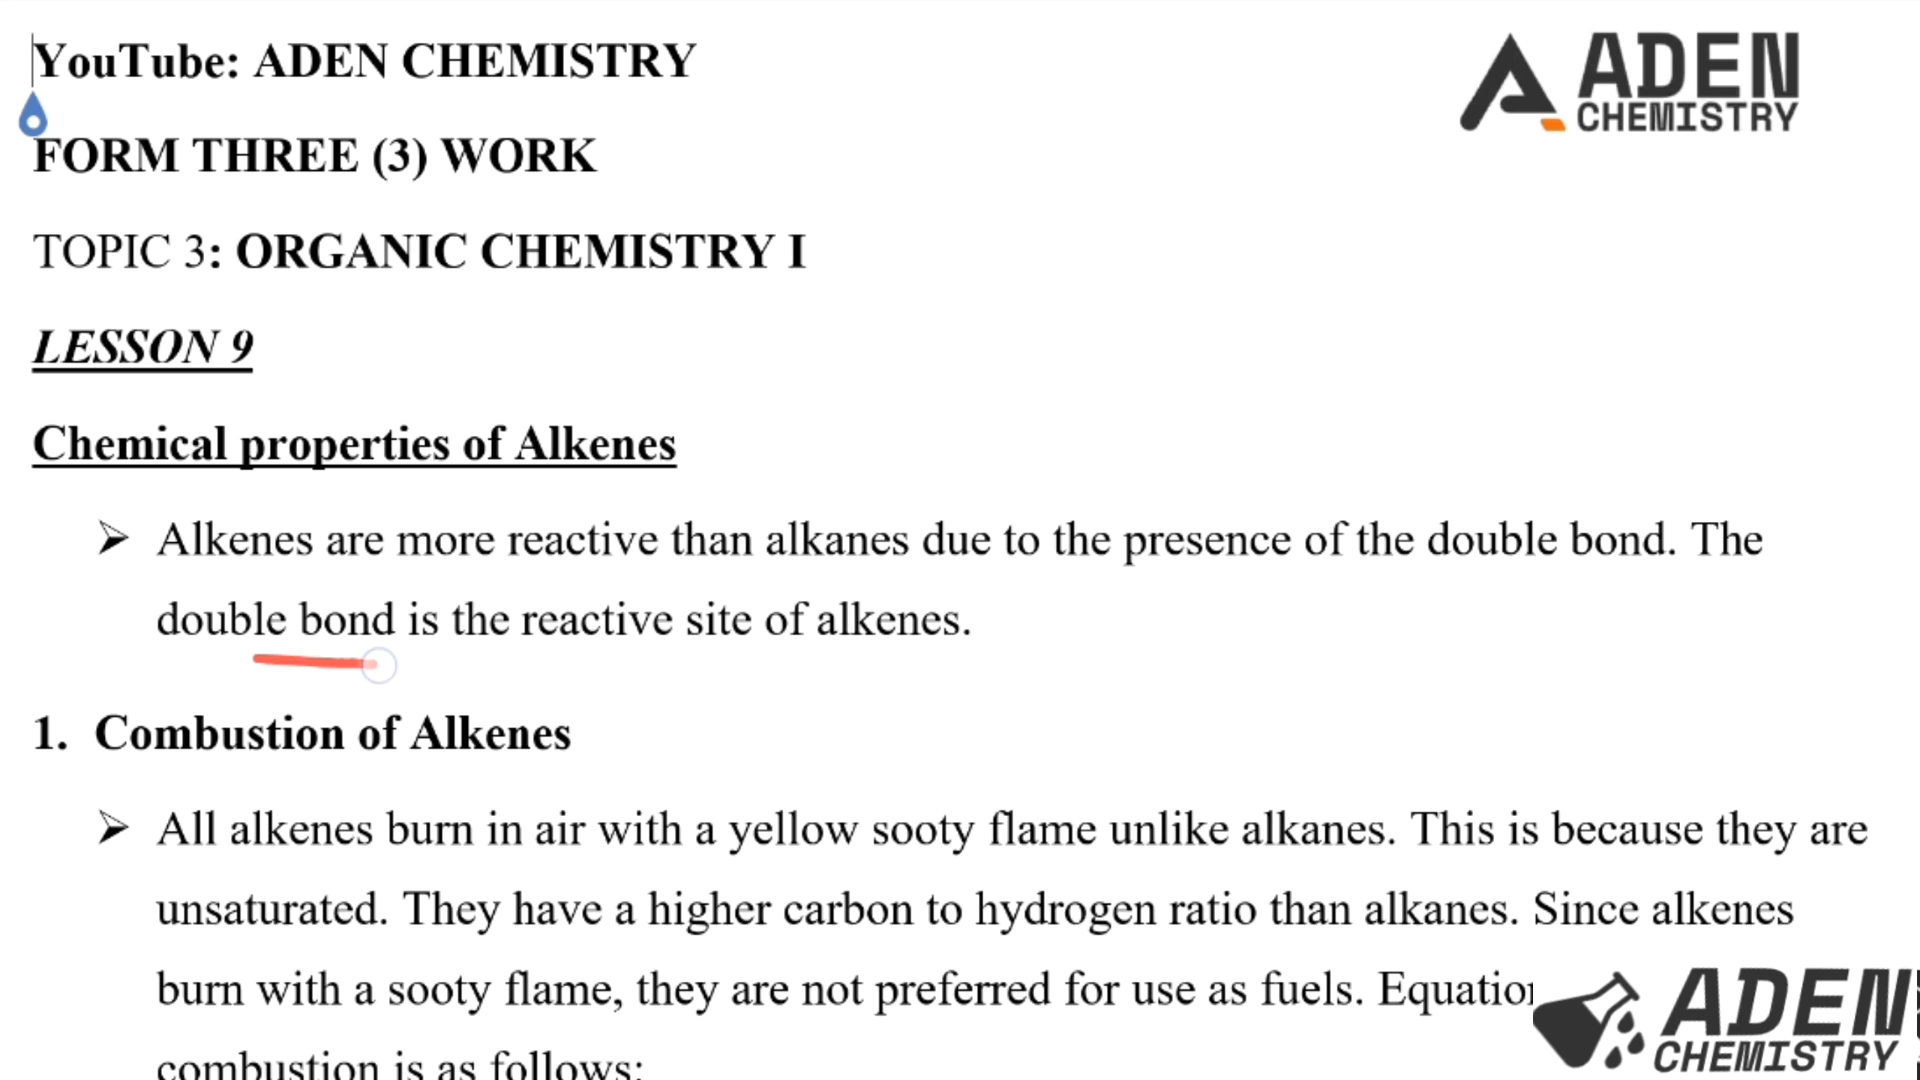 YouTube: ADEN CHEMISTRY
ADEN
CHEMISTRY
FORM THREE (3) WORK
TOPIC 3: ORGANIC CHEMISTRY I
LESSON 9
Chemical properties of Alkenes
➢ Alkenes are more reactive than alkanes due to the presence of the double bond. The
double bond is the reactive site of alkenes.
1. Combustion of Alkenes
➢ All alkenes burn in air with a yellow sooty flame unlike alkanes. This is because they are
unsaturated. They have a higher carbon to hydrogen ratio than alkanes. Since alkenes
burn with a sooty flame, they are not preferred for use as fuels.
combustion is as follows:
ADEN
CHEMISTRY